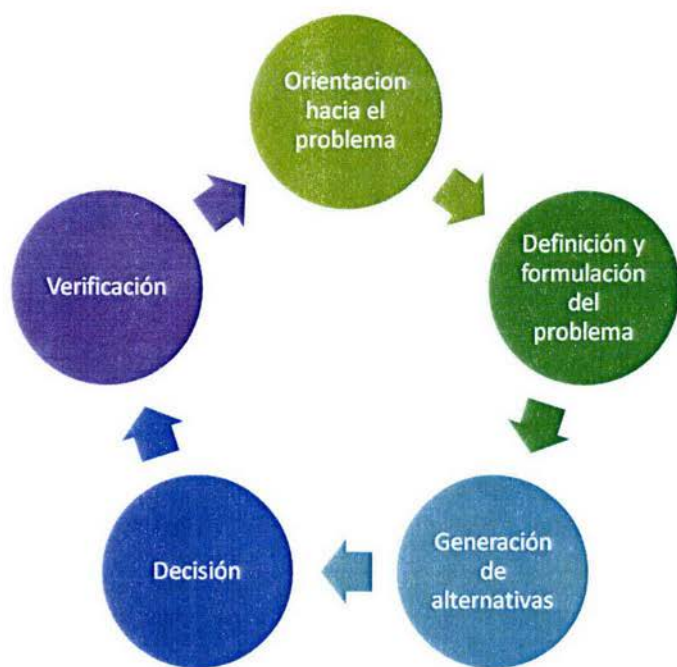 Orientacion
hacia el
problema
Definición y
formulación
del
problema
Generación
de
alternativas
Decisión
Verificación